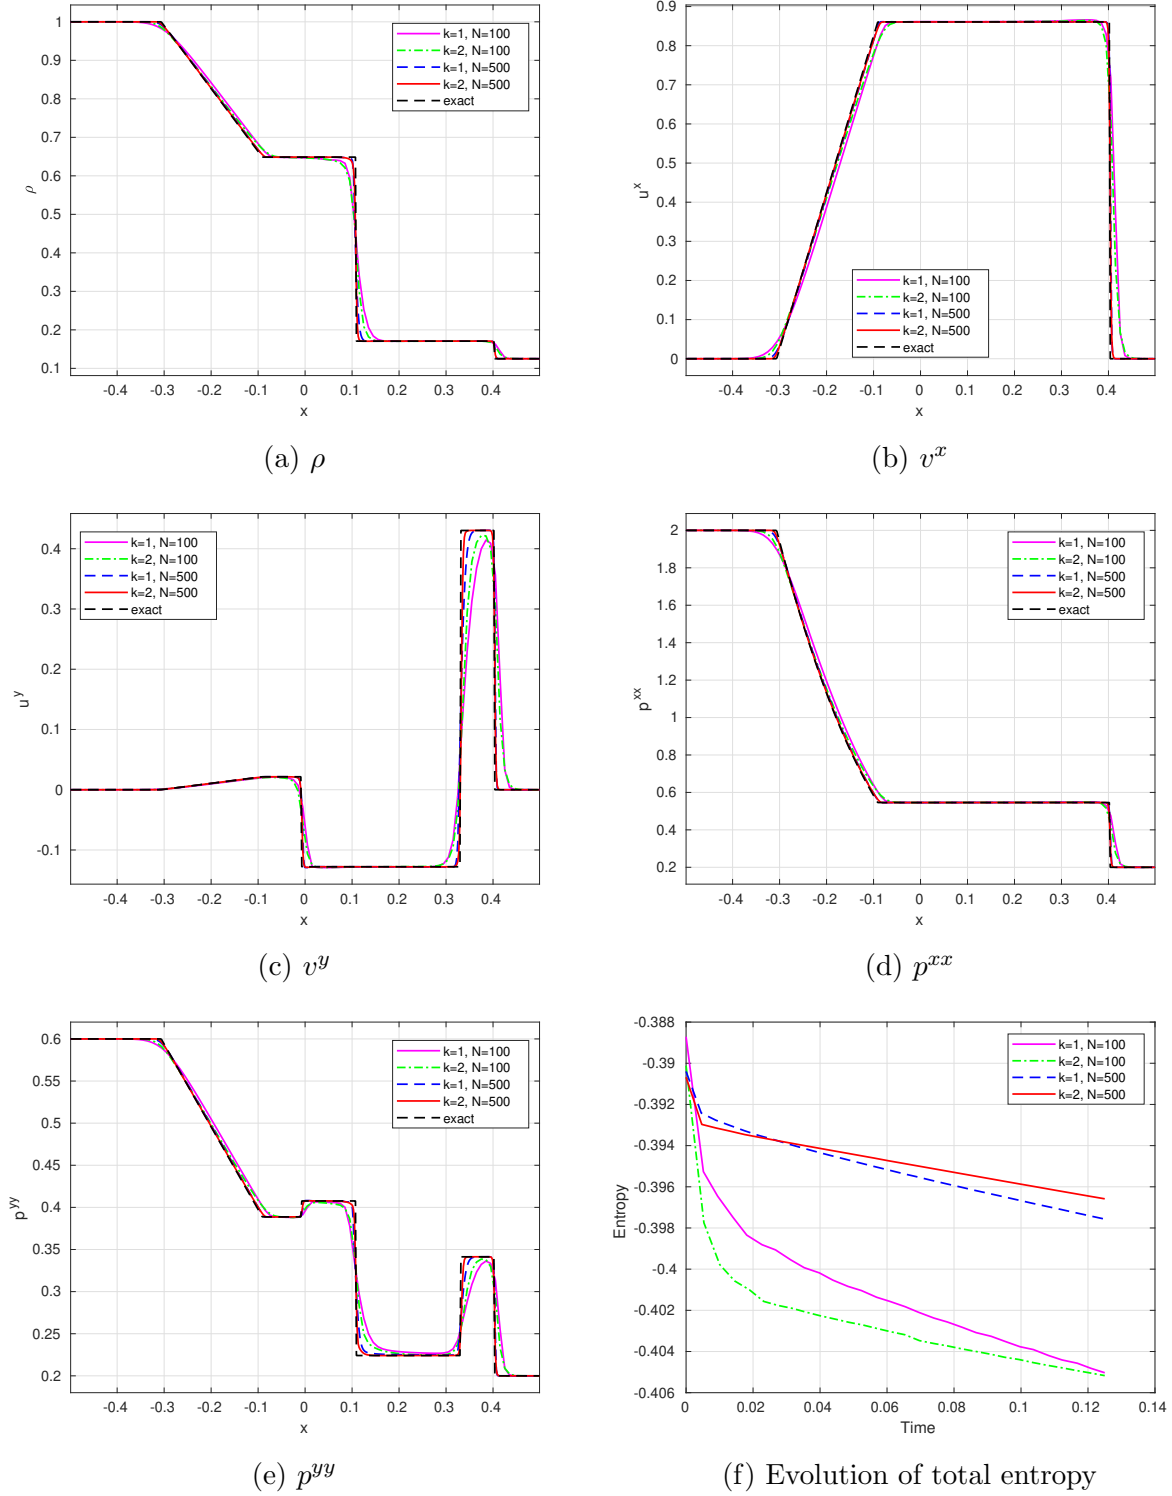 1
0.9
0.8
0.7
0.6
0.5
0.4
0.3
0.2
0.1
ρ
-0.4 -0.3 -0.2 -0.1 0 0.1 0.2 0.3 0.4
x
k=1, N=100
k=2, N=100
k=1, N=500
k=2, N=500
exact
(a) ρ
0.9
0.8
0.7
0.6
0.5
0.4
0.3
0.2
0.1
0
u^x
-0.4 -0.3 -0.2 -0.1 0 0.1 0.2 0.3 0.4 0.5
x
k=1, N=100
k=2, N=100
k=1, N=500
k=2, N=500
exact
(b) v^x
0.4
0.3
0.2
0.1
0
-0.1
u^y
-0.4 -0.3 -0.2 -0.1 0 0.1 0.2 0.3 0.4
x
k=1, N=100
k=2, N=100
k=1, N=500
k=2, N=500
exact
(c) v^y
2
1.8
1.6
1.4
1.2
1
0.8
0.6
0.4
0.2
p^xx
-0.4 -0.3 -0.2 -0.1 0 0.1 0.2 0.3 0.4
x
k=1, N=100
k=2, N=100
k=1, N=500
k=2, N=500
exact
(d) p^xx
0.6
0.55
0.5
0.45
0.4
0.35
0.3
0.25
0.2
p^yy
-0.4 -0.3 -0.2 -0.1 0 0.1 0.2 0.3 0.4
x
k=1, N=100
k=2, N=100
k=1, N=500
k=2, N=500
exact
(e) p^yy
-0.388
-0.39
-0.392
-0.394
-0.396
-0.398
-0.4
-0.402
-0.404
-0.406
Entropy
0 0.02 0.04 0.06 0.08 0.1 0.12 0.14
Time
k=1, N=100
k=2, N=100
k=1, N=500
k=2, N=500
(f) Evolution of total entropy